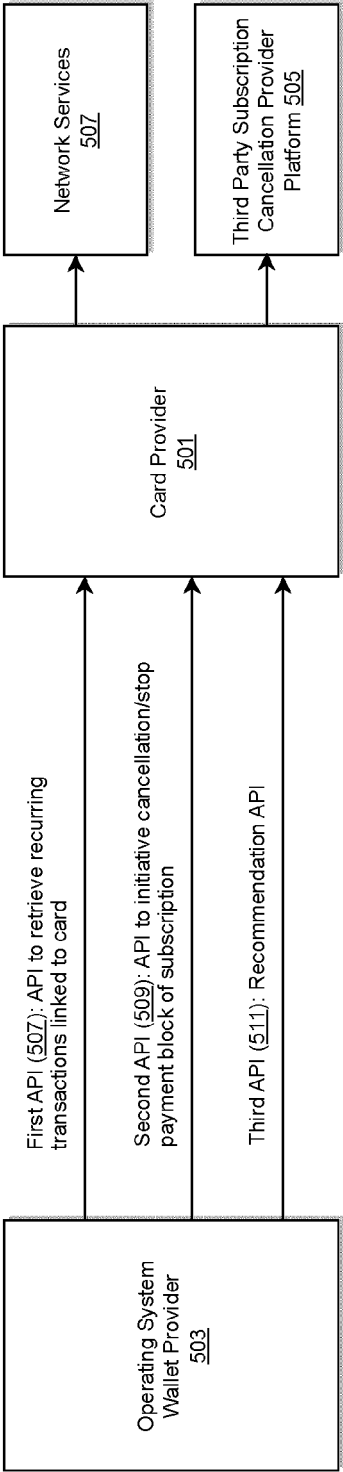 Operating System
Wallet Provider
503
First API (507): API to retrieve recurring
transactions linked to card
Second API (509): API to initiative cancellation/stop
payment block of subscription
Third API (511): Recommendation API
Card Provider
501
Network Services
507
Third Party Subscription
Cancellation Provider
Platform 505